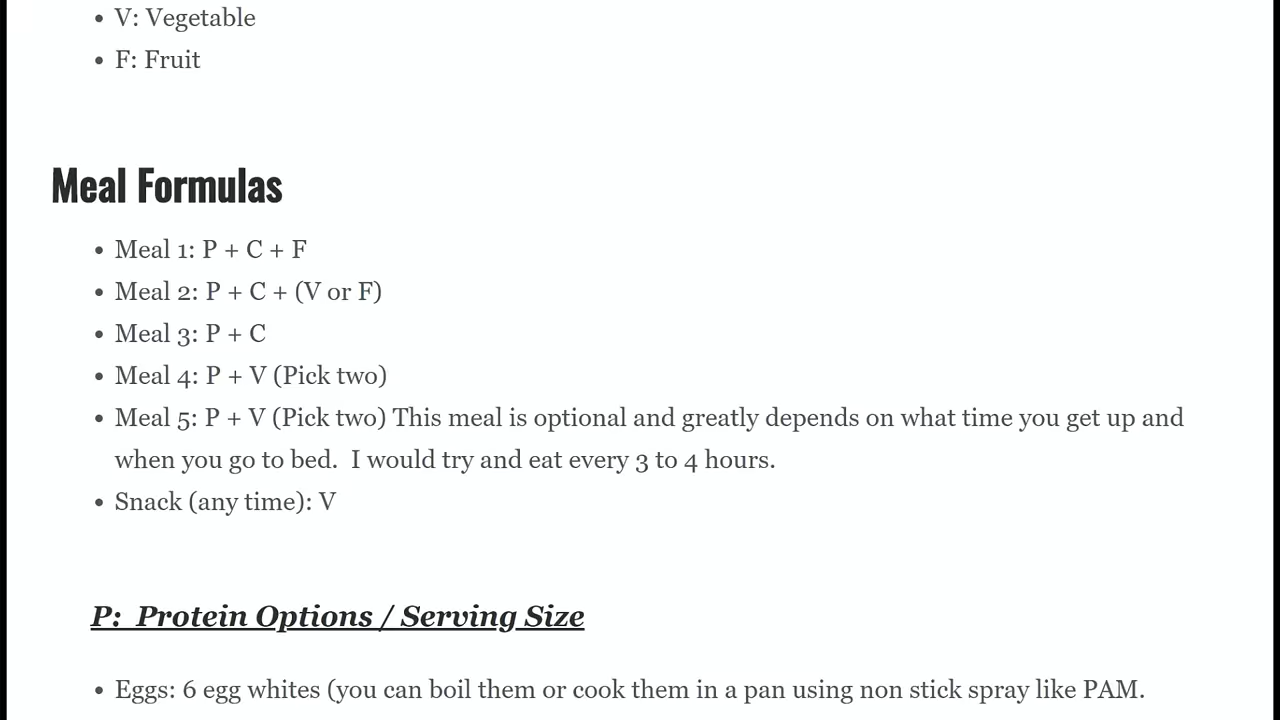 • V: Vegetable
• F: Fruit
Meal Formulas
• Meal 1: P + C + F
• Meal 2: P + C + (V or F)
• Meal 3: P + C
• Meal 4: P + V (Pick two)
• Meal 5: P + V (Pick two) This meal is optional and greatly depends on what time you get up and
when you go to bed.  I would try and eat every 3 to 4 hours.
• Snack (any time): V
P:  Protein Options / Serving Size
• Eggs: 6 egg whites (you can boil them or cook them in a pan using non stick spray like PAM.